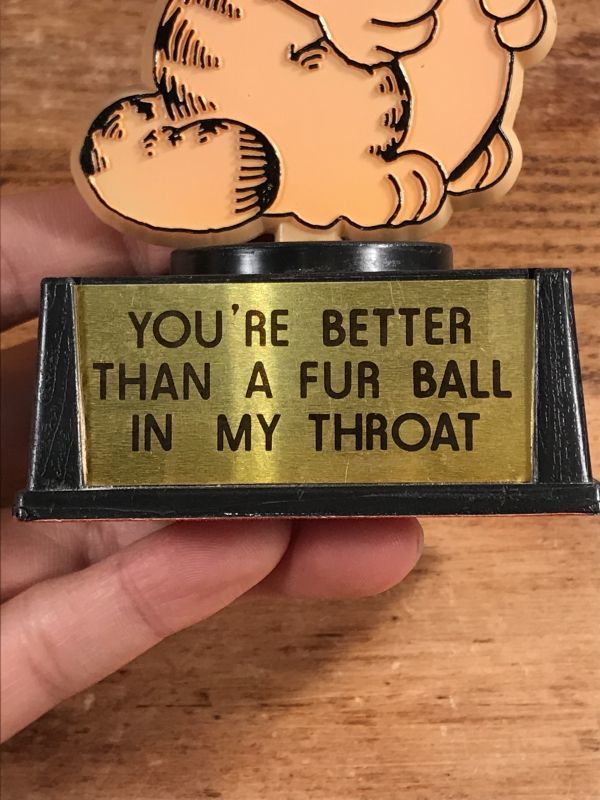 YOU'RE BETTER
THAN A FUR BALL
IN MY THROAT